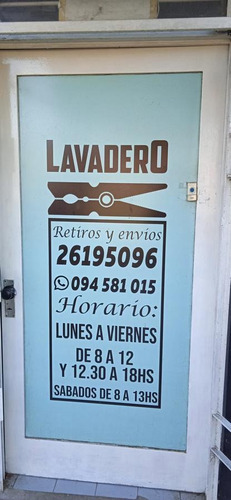 LAVADERO
Retiros y envios
26195096
094 581 015
Horario:
LUNES A VIERNES
DE 8 A 12
Y 12.30 A 18HS
SABADOS DE 8 A 13HS